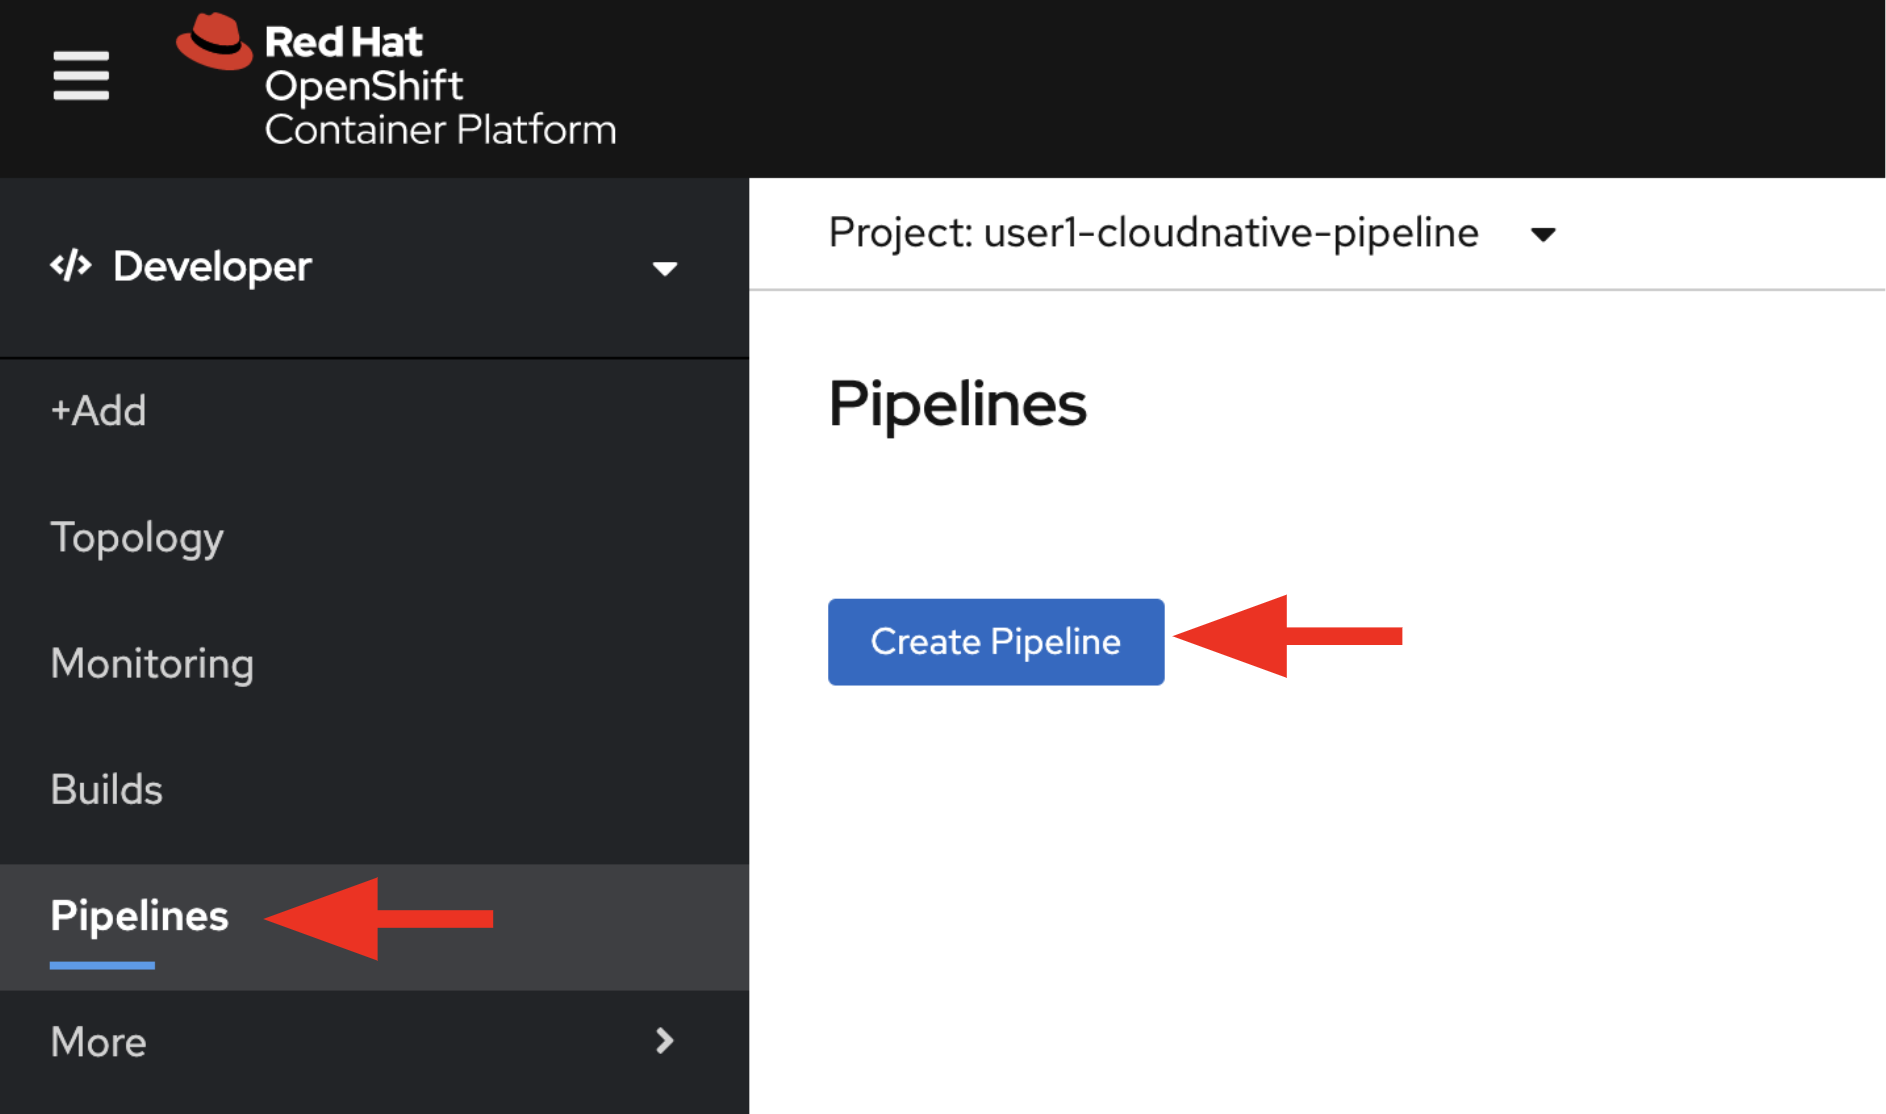 Red Hat
OpenShift
Container Platform
</> Developer
+Add
Topology
Monitoring
Builds
Pipelines
More
Project: user1-cloudnative-pipeline
Pipelines
Create Pipeline